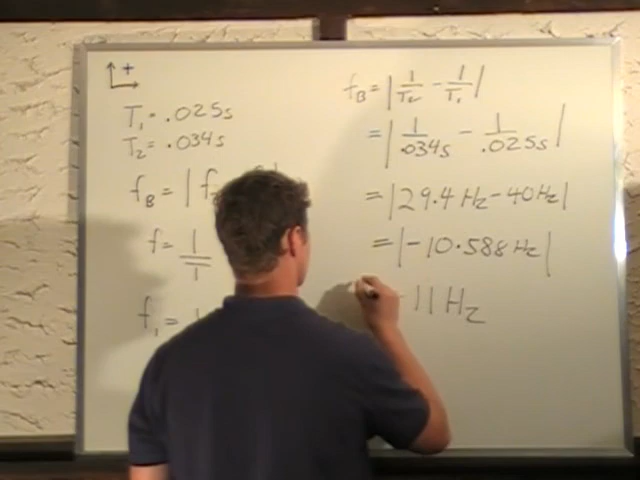 +
T₁ = .025s
T₂ = .034s
f_B = | f
f = 1/T
f₁ =
f_B = | 1/T₂ - 1/T₁ |
= | 1/.034s - 1/.025s |
= |29.4 Hz - 40 Hz|
= |-10.588 Hz|
11 Hz